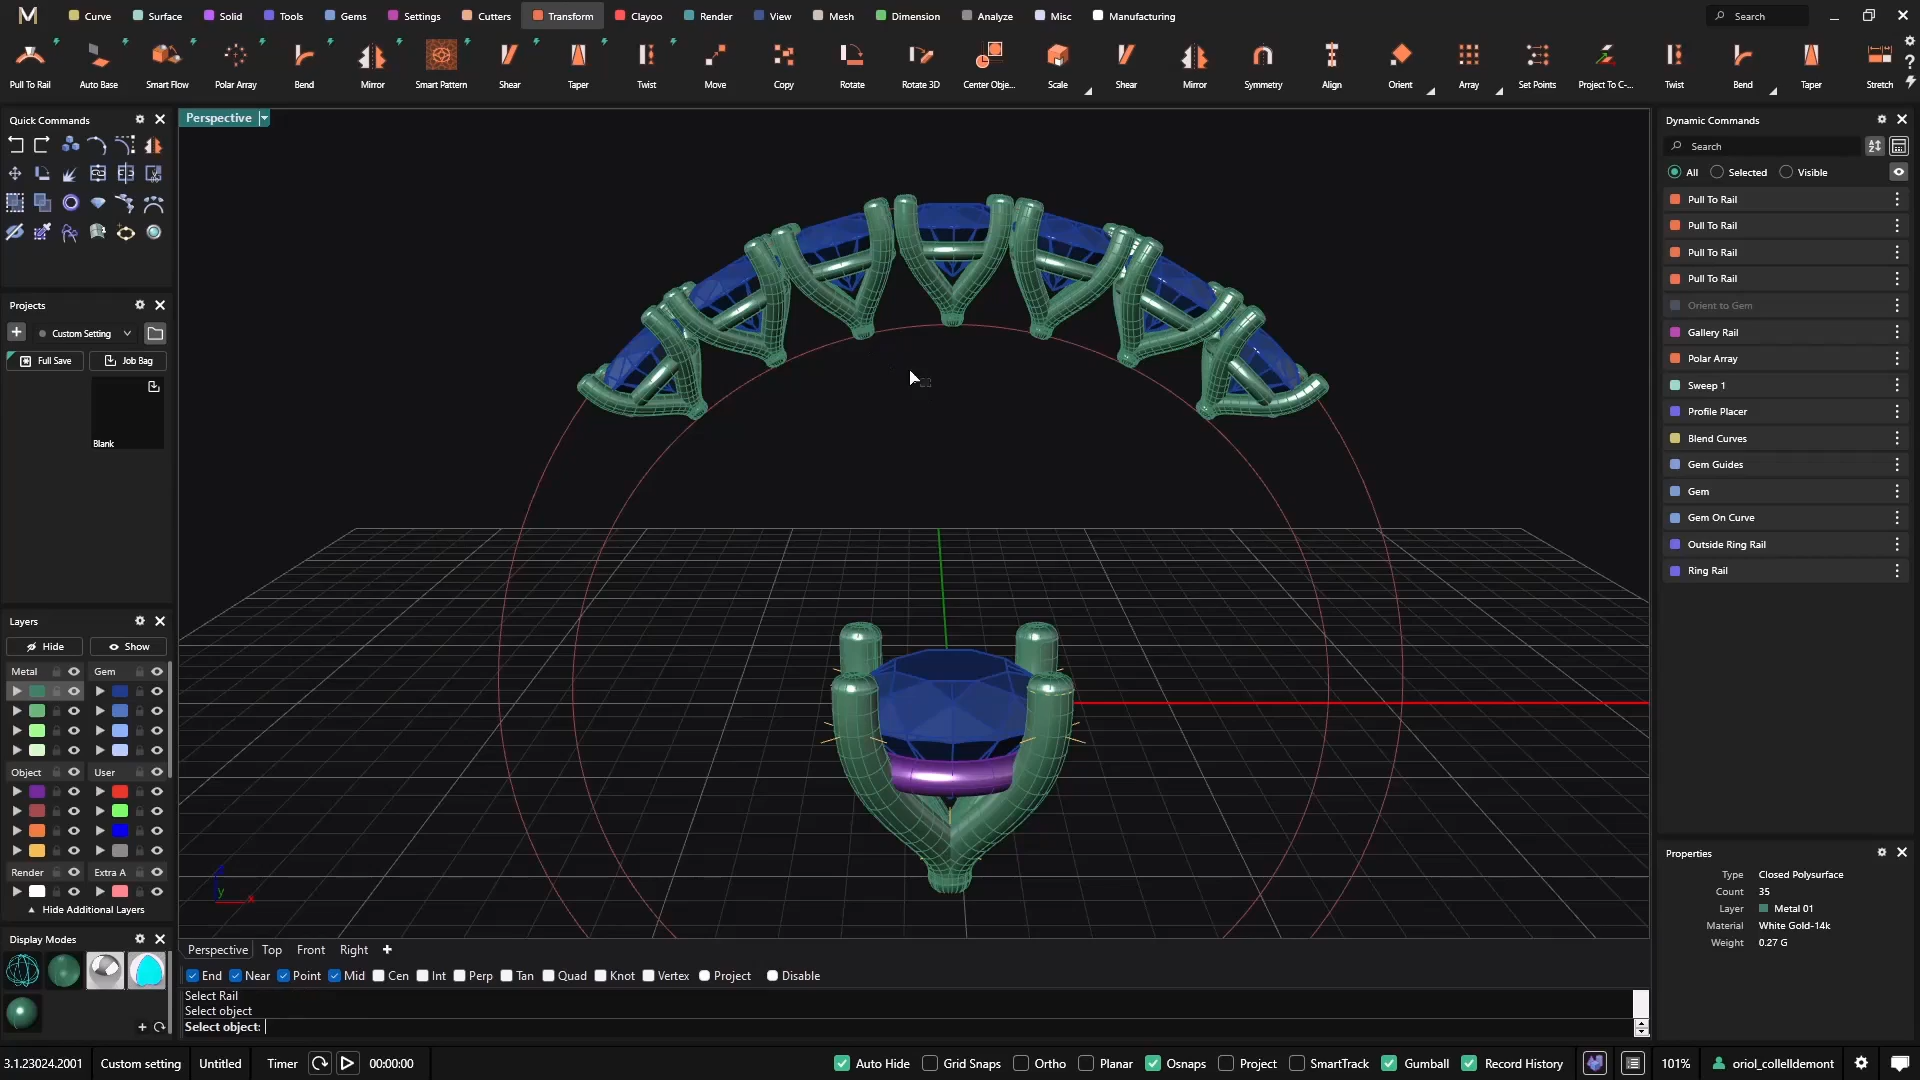 Curve Surface Solid Tools Gems Settings Cutters Transform Clayoo Render View Mesh Dimension Analyze Misc Manufacturing Search
Pull To Rail Auto Base Smart Flow Polar Array Bend Mirror Smart Pattern Shear Taper Twist Move Copy Rotate Rotate 3D Center Obje... Scale Shear Mirror Symmetry Align Orient Array Set Points Project To C-... Twist Bend Taper Stretch
Quick Commands
Projects
Custom Setting
Full Save Job Bag
Blank
Layers
Hide Show
Metal Gem
Object User
Render Extra A
Hide Additional Layers
Display Modes
Perspective
Perspective Top Front Right
End Near Point Mid Cen Int Perp Tan Quad Knot Vertex Project Disable
Select Rail
Select object
Select object:
y x
Dynamic Commands
Search
All Selected Visible
Pull To Rail
Pull To Rail
Pull To Rail
Pull To Rail
Orient to Gem
Gallery Rail
Polar Array
Sweep 1
Profile Placer
Blend Curves
Gem Guides
Gem
Gem On Curve
Outside Ring Rail
Ring Rail
Properties
Type Closed Polysurface
Count 35
Layer Metal 01
Material White Gold-14k
Weight 0.27 G
3.1.23024.2001 Custom setting Untitled Timer 00:00:00 Auto Hide Grid Snaps Ortho Planar Osnaps Project SmartTrack Gumball Record History 101% oriol_collelldemont